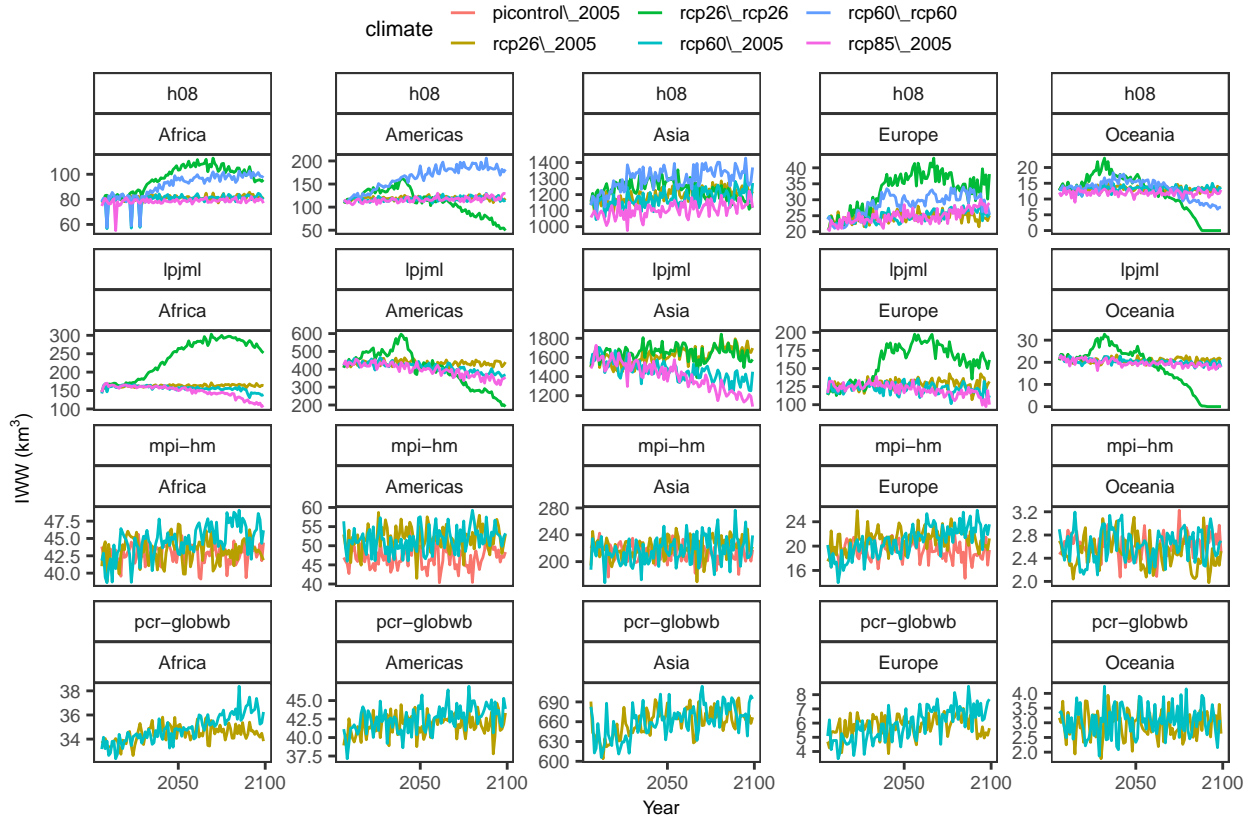 climate
picontrol\_2005 rcp26\_rcp26 rcp60\_rcp60
rcp26\_2005 rcp60\_2005 rcp85\_2005
h08 h08 h08 h08 h08
Africa Americas Asia Europe Oceania
100 80 60
200 150 100 50
1400 1300 1200 1100 1000
40 35 30 25 20
20 15 10 5 0
lpjml lpjml lpjml lpjml lpjml
Africa Americas Asia Europe Oceania
300 250 200 150 100
600 500 400 300 200
1800 1600 1400 1200
200 175 150 125 100
30 20 10 0
IWW (km³)
mpi−hm mpi−hm mpi−hm mpi−hm mpi−hm
Africa Americas Asia Europe Oceania
47.5 45.0 42.5 40.0
60 55 50 45 40
280 240 200
24 20 16
3.2 2.8 2.4 2.0
pcr−globwb pcr−globwb pcr−globwb pcr−globwb pcr−globwb
Africa Americas Asia Europe Oceania
38 36 34
45.0 42.5 40.0 37.5
690 660 630 600
8 7 6 5 4
4.0 3.5 3.0 2.5 2.0
2050 2100 2050 2100 2050 2100 2050 2100 2050 2100
Year